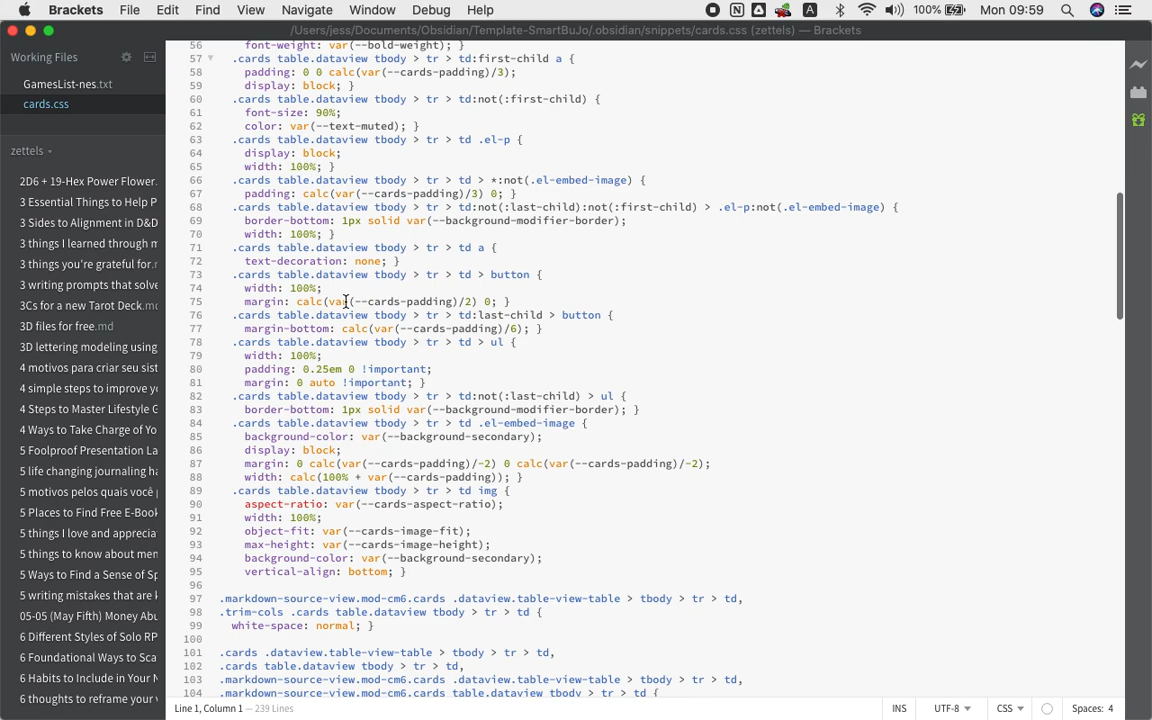 Brackets File Edit Find View Navigate Window Debug Help
A 100% Mon 09:59
/Users/jess/Documents/Obsidian/Template-SmartBuJo/.obsidian/snippets/cards.css (zettels) — Brackets
Working Files
GamesList-nes.txt
cards.css
zettels
2D6 + 19-Hex Power Flower.
3 Essential Things to Help P
3 Sides to Alignment in D&D
3 things I learned through m
3 things you're grateful for.
3 writing prompts that solve
3Cs for a new Tarot Deck.md
3D files for free.md
3D lettering modeling using
4 motivos para criar seu sist
4 simple steps to improve y
4 Steps to Master Lifestyle
4 Ways to Take Charge of Yo
5 Foolproof Presentation La
5 life changing journaling ha
5 motivos pelos quais você
5 Places to Find Free E-Book
5 things I love and apprecia
5 things to know about men
5 Ways to Find a Sense of Sp
5 writing mistakes that are
05-05 (May Fifth) Money Abu
6 Different Styles of Solo RP
6 Foundational Ways to Sca
6 Habits to Include in Your
6 thoughts to reframe your
56 font-weight: var(--bold-weight); }
57 .cards table.dataview tbody > tr > td:first-child a {
58 padding: 0 0 calc(var(--cards-padding)/3);
59 display: block; }
60 .cards table.dataview tbody > tr > td:not(:first-child) {
61 font-size: 90%;
62 color: var(--text-muted); }
63 .cards table.dataview tbody > tr > td .el-p {
64 display: block;
65 width: 100%; }
66 .cards table.dataview tbody > tr > td > *:not(.el-embed-image) {
67 padding: calc(var(--cards-padding)/3) 0; }
68 .cards table.dataview tbody > tr > td:not(:last-child):not(:first-child) > .el-p:not(.el-embed-image) {
69 border-bottom: 1px solid var(--background-modifier-border);
70 width: 100%; }
71 .cards table.dataview tbody > tr > td a {
72 text-decoration: none; }
73 .cards table.dataview tbody > tr > td > button {
74 width: 100%;
75 margin: calc(var(--cards-padding)/2) 0; }
76 .cards table.dataview tbody > tr > td:last-child > button {
77 margin-bottom: calc(var(--cards-padding)/6); }
78 .cards table.dataview tbody > tr > td > ul {
79 width: 100%;
80 padding: 0.25em 0 !important;
81 margin: 0 auto !important; }
82 .cards table.dataview tbody > tr > td:not(:last-child) > ul {
83 border-bottom: 1px solid var(--background-modifier-border); }
84 .cards table.dataview tbody > tr > td .el-embed-image {
85 background-color: var(--background-secondary);
86 display: block;
87 margin: 0 calc(var(--cards-padding)/-2) 0 calc(var(--cards-padding)/-2);
88 width: calc(100% + var(--cards-padding)); }
89 .cards table.dataview tbody > tr > td img {
90 aspect-ratio: var(--cards-aspect-ratio);
91 width: 100%;
92 object-fit: var(--cards-image-fit);
93 max-height: var(--cards-image-height);
94 background-color: var(--background-secondary);
95 vertical-align: bottom; }
96
97 .markdown-source-view.mod-cm6.cards .dataview.table-view-table > tbody > tr > td,
98 .trim-cols .cards table.dataview tbody > tr > td {
99 white-space: normal; }
100
101 .cards .dataview.table-view-table > tbody > tr > td,
102 .cards table.dataview tbody > tr > td,
103 .markdown-source-view.mod-cm6.cards .dataview.table-view-table > tbody > tr > td,
104 .markdown-source-view.mod-cm6.cards table.dataview tbody > tr > td {
Line 1, Column 1 — 239 Lines
INS UTF-8 CSS Spaces: 4